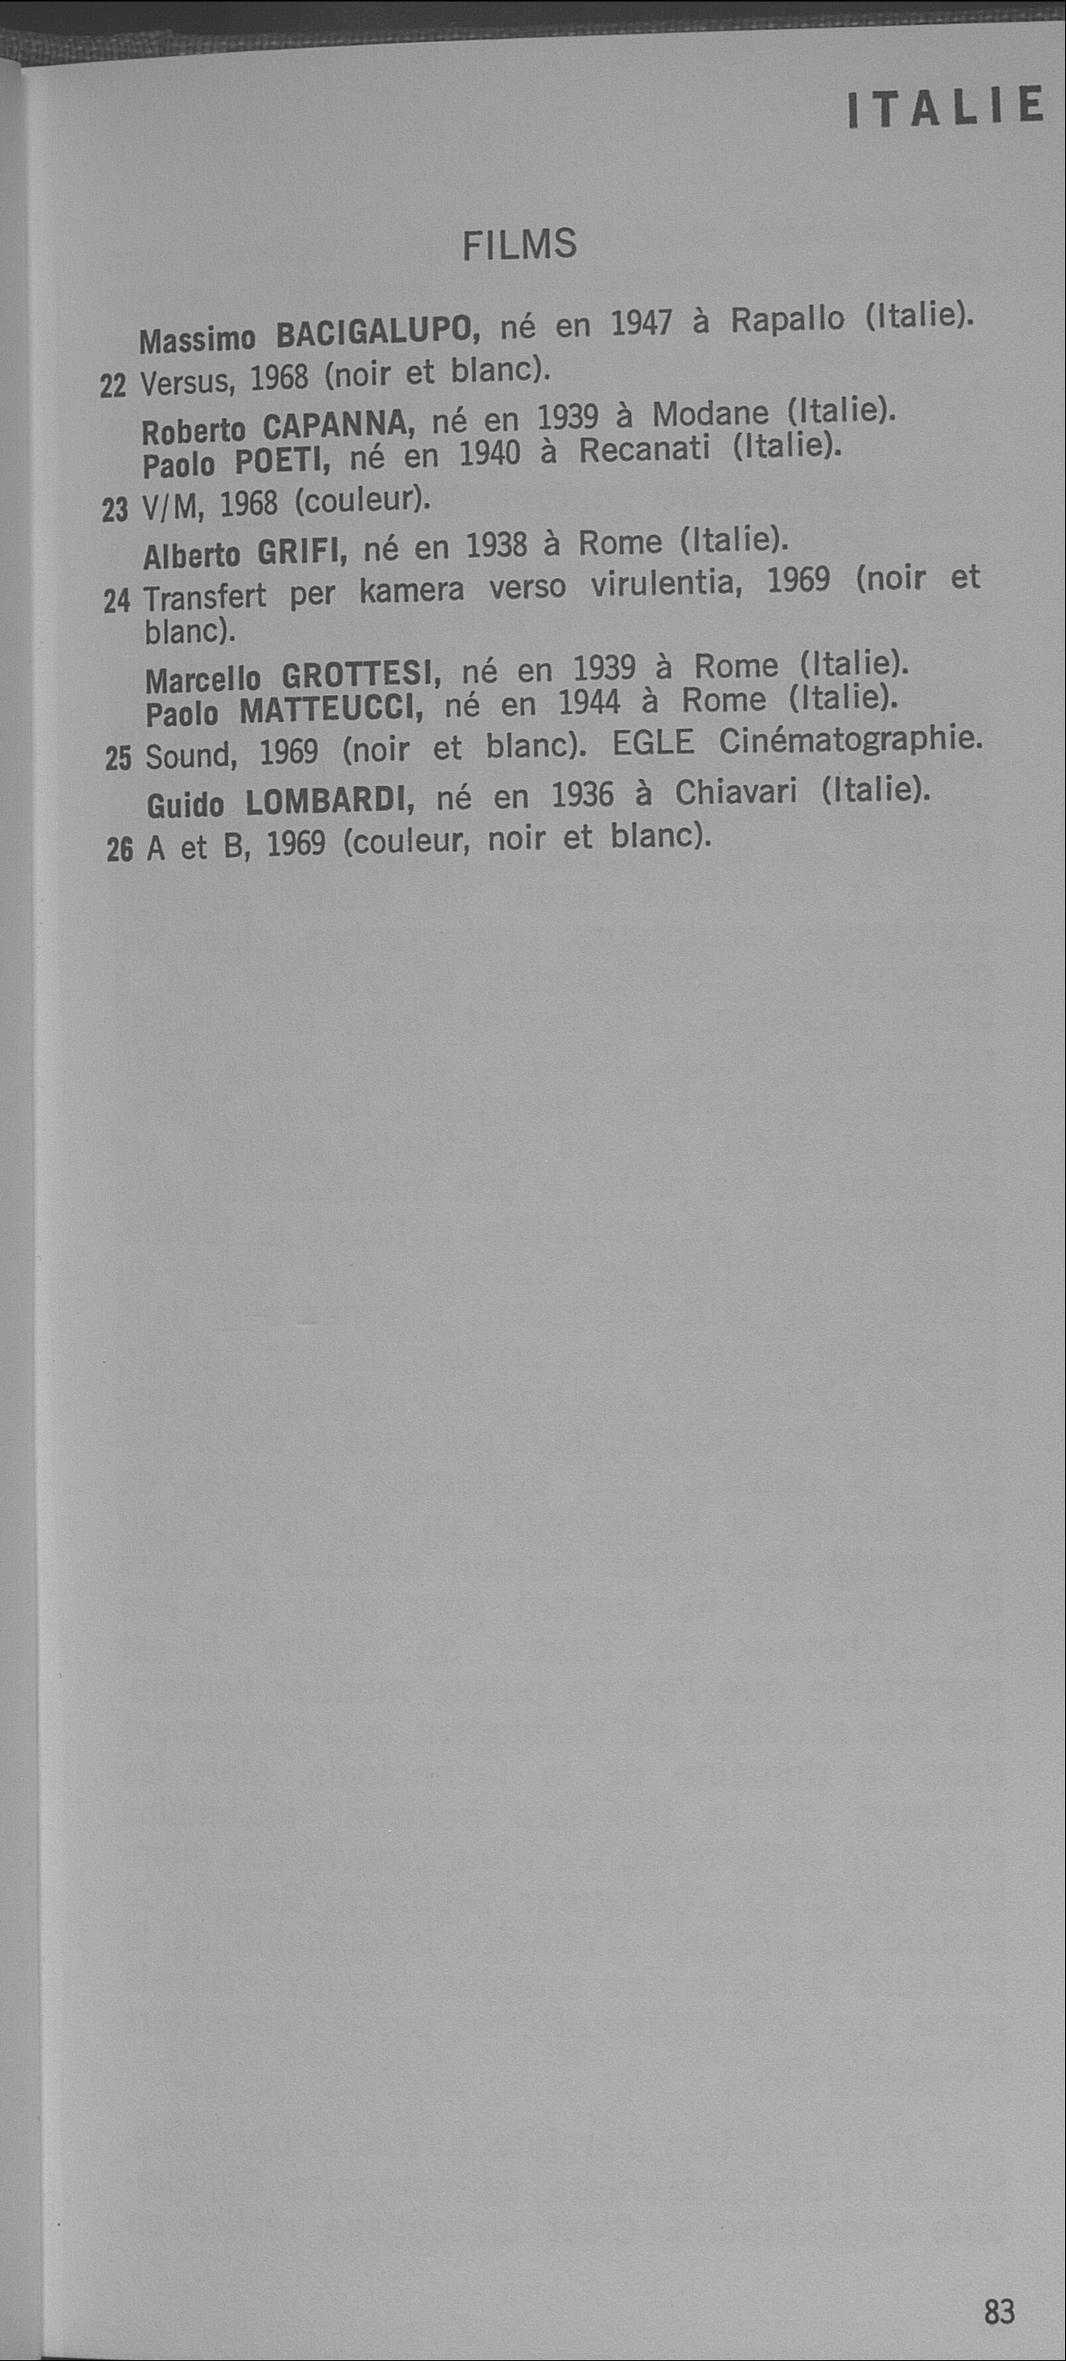 ITALIE
FILMS
Massimo BACIGALUPO, né en 1947 à Rapallo (Italie).
22 Versus, 1968 (noir et blanc).
Roberto CAPANNA, né en 1939 à Modane (Italie).
Paolo POETI, né en 1940 à Recanati (Italie).
23 V/M, 1968 (couleur).
Alberto GRIFI, né en 1938 à Rome (Italie).
24 Transfert per kamera verso virulentia, 1969 (noir et
blanc).
Marcello GROTTESI, né en 1939 à Rome (Italie).
Paolo MATTEUCCI, né en 1944 à Rome (Italie).
25 Sound, 1969 (noir et blanc). EGLE Cinématographie.
Guido LOMBARDI, né en 1936 à Chiavari (Italie).
26 A et B, 1969 (couleur, noir et blanc).
83